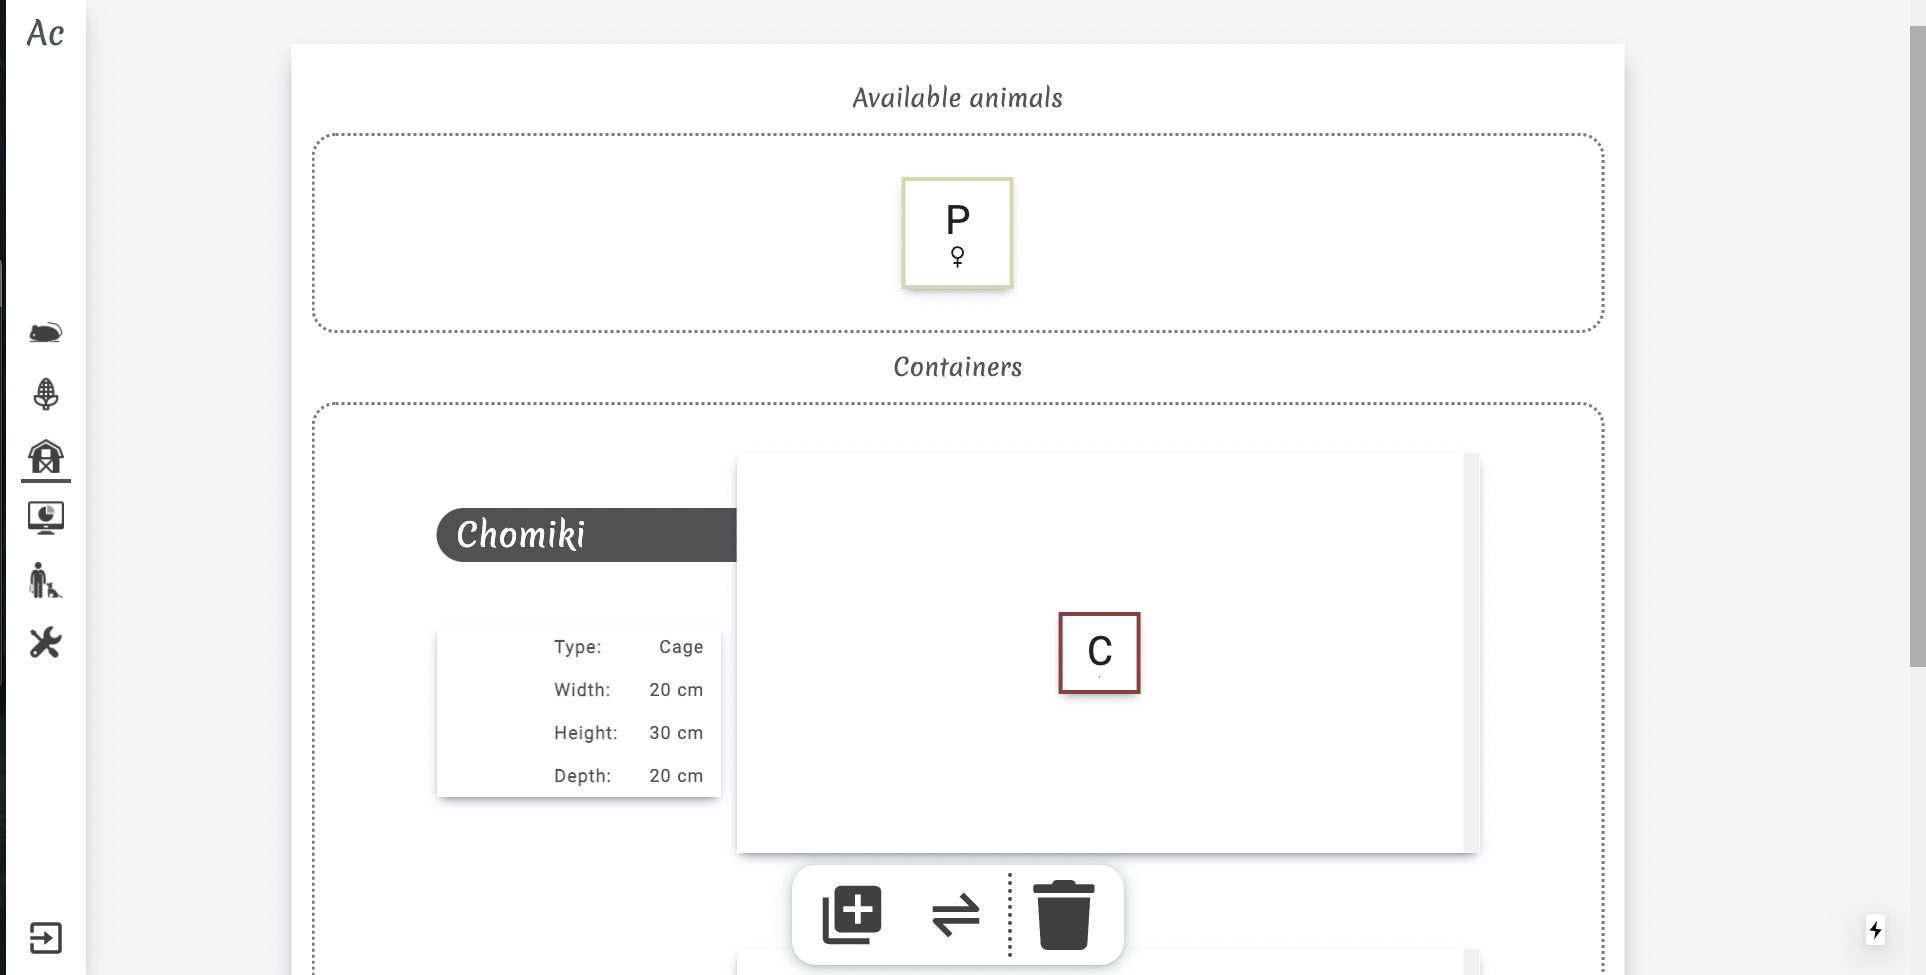 Ac
Available animals
P
♀
Containers
Chomiki
Type: Cage
Width: 20 cm
Height: 30 cm
Depth: 20 cm
C